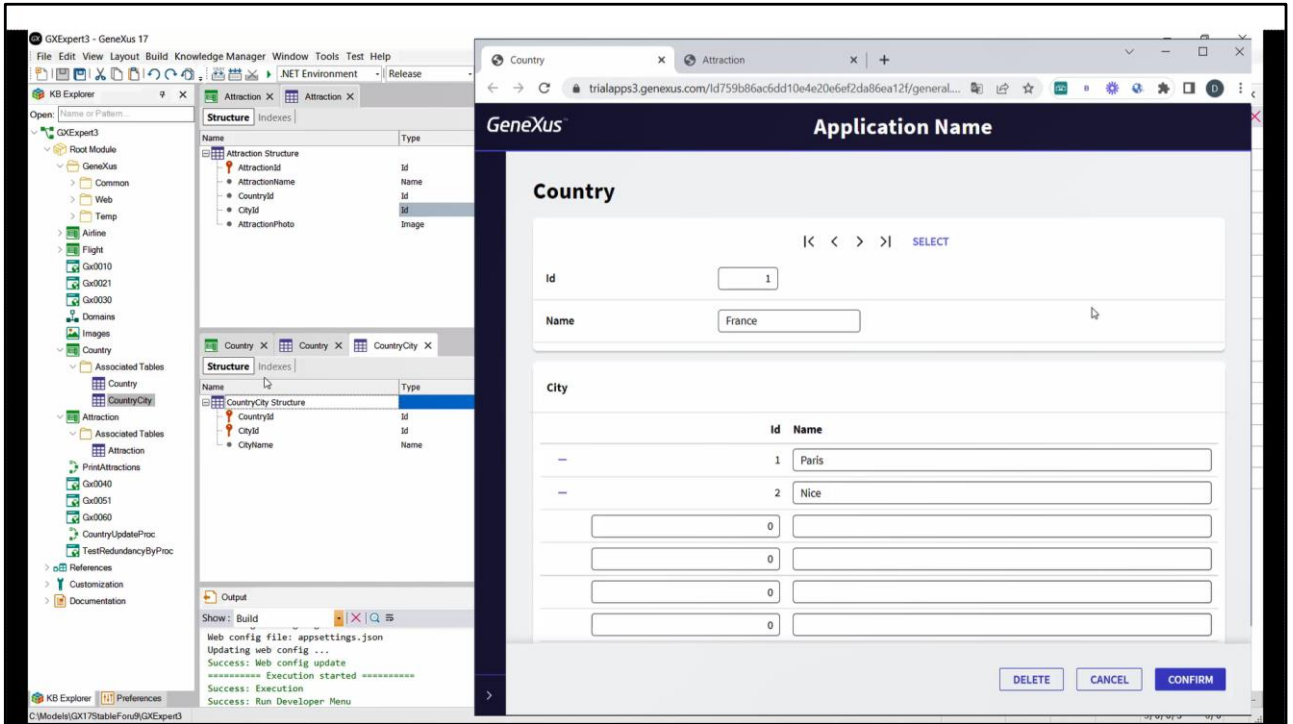 GXExpert3 - GeneXus 17
File Edit View Layout Build Knowledge Manager Window Tools Test Help
.NET Environment Release
KB Explorer
Open: Name or Pattern...
GXExpert3
Root Module
GeneXus
Common
Web
Temp
Airline
Flight
Gx0010
Gx0021
Gx0030
Domains
Images
Country
Associated Tables
Country
CountryCity
Attraction
Associated Tables
Attraction
PrintAttractions
Gx0040
Gx0051
Gx0060
CountryUpdateProc
TestRedundancyByProc
References
Customization
Documentation
KB Explorer Preferences
C:\Models\GX17StableForu9\GXExpert3
Attraction X Attraction X
Structure Indexes
Name Type
Attraction Structure
AttractionId Id
AttractionName Name
CountryId Id
CityId Id
AttractionPhoto Image
Country X Country X CountryCity X
Structure Indexes
Name Type
CountryCity Structure
CountryId Id
CityId Id
CityName Name
Output
Show: Build
Web config file: appsettings.json
Updating web config ...
Success: Web config update
========== Execution started ==========
Success: Execution
Success: Run Developer Menu
Country Attraction
trialapps3.genexus.com/Id759b86ac6dd10e4e20e6ef2da86ea12f/general...
D
GeneXus Application Name
Country
SELECT
Id 1
Name France
City
Id Name
1 Paris
2 Nice
0
0
0
0
DELETE CANCEL CONFIRM